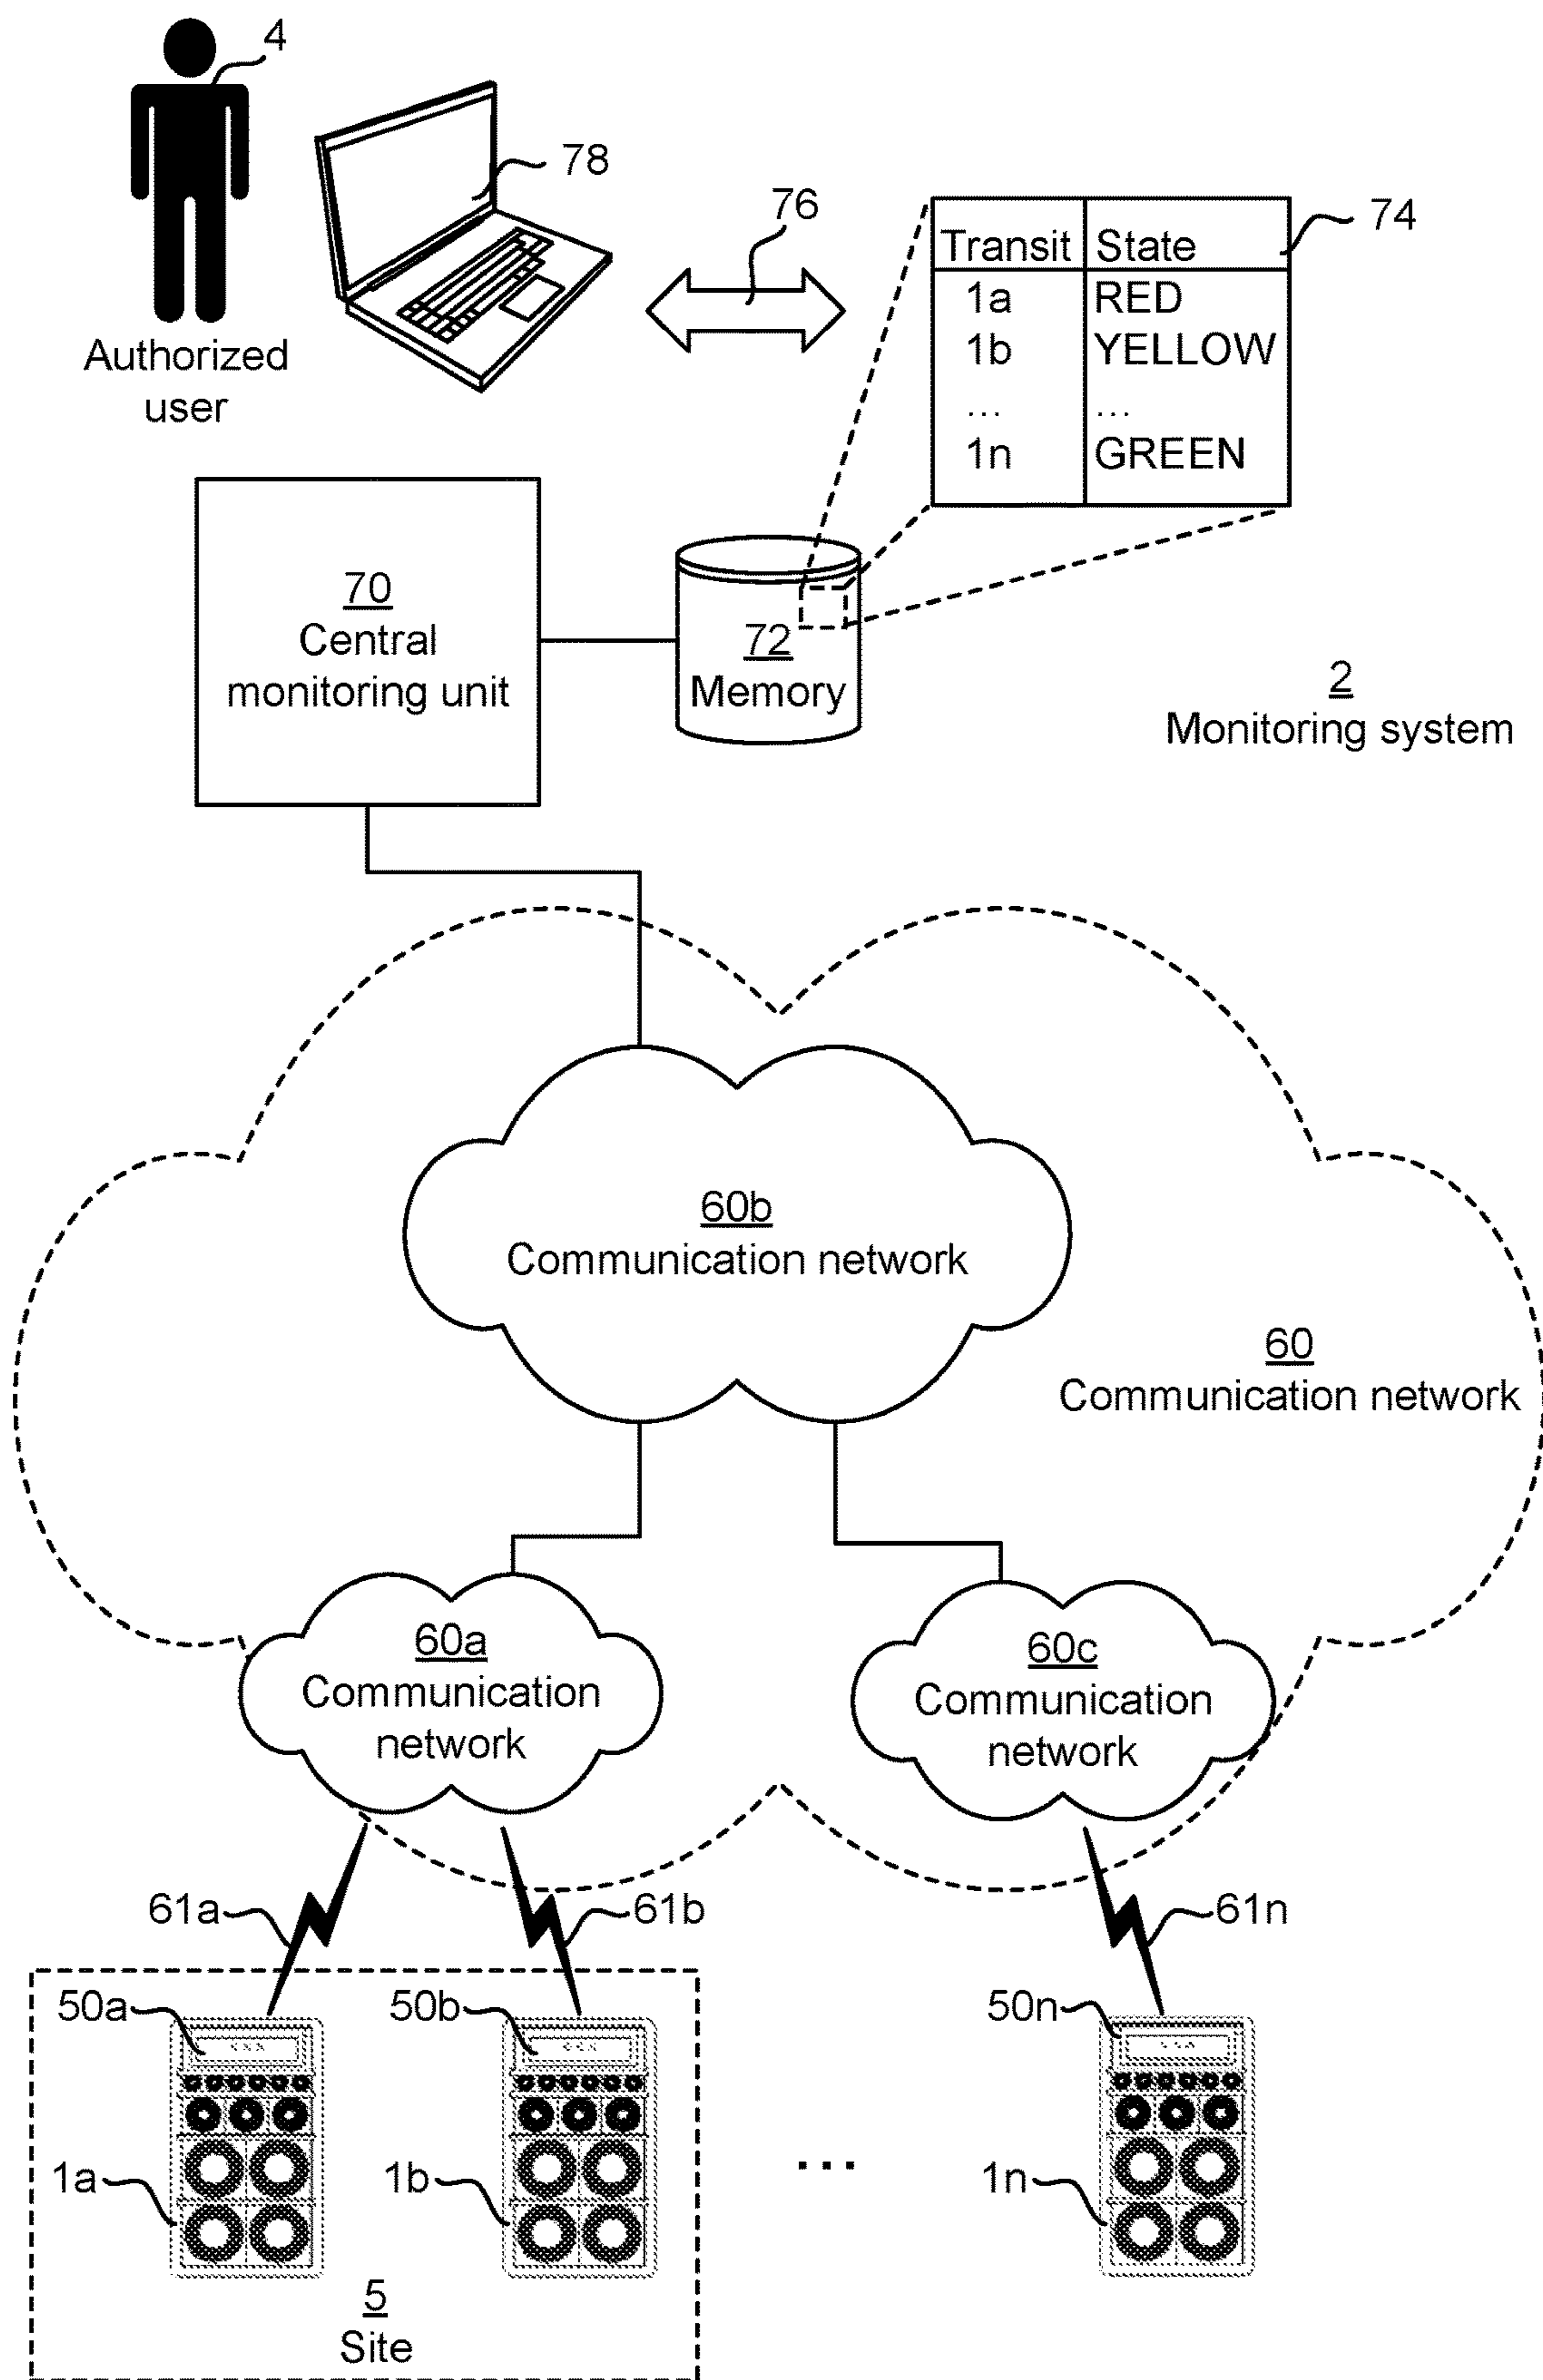 4
78
76
74
Authorized
user
Transit State
1a RED
1b YELLOW
... ...
1n GREEN
70
Central
monitoring unit
72
Memory
2
Monitoring system
60b
Communication network
60
Communication network
60a
Communication
network
60c
Communication
network
61a
61b
61n
50a
50b
50n
1a
1b
...
1n
5
Site